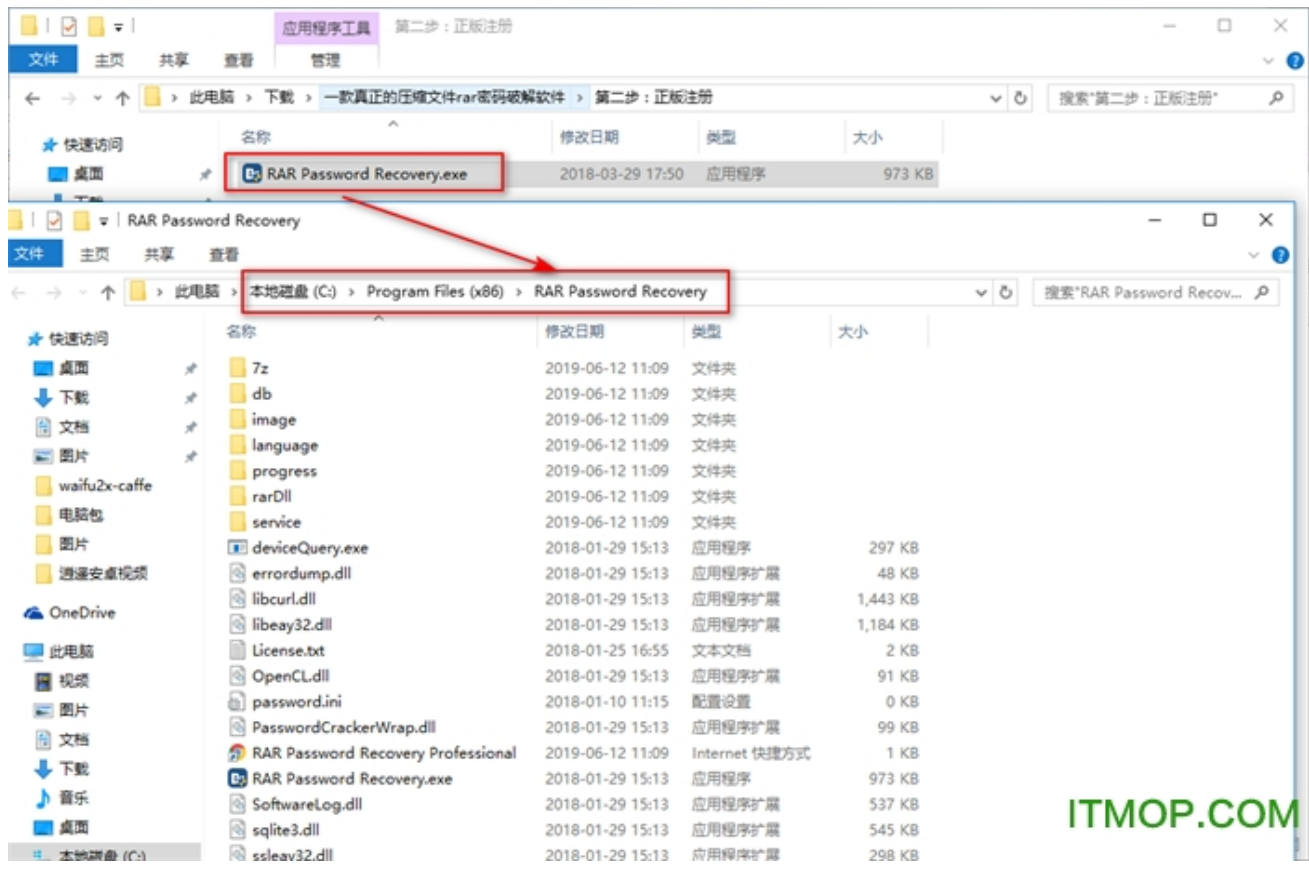 应用程序工具 第二步：正版注册
文件 主页 共享 查看 管理
此电脑 › 下载 › 一款真正的压缩文件rar密码破解软件 › 第二步：正版注册 搜索"第二步：正版注册"
快速访问 名称 修改日期 类型 大小
桌面 RAR Password Recovery.exe 2018-03-29 17:50 应用程序 973 KB
RAR Password Recovery
文件 主页 共享 查看
此电脑 › 本地磁盘 (C:) › Program Files (x86) › RAR Password Recovery 搜索"RAR Password Recov...
快速访问 名称 修改日期 类型 大小
桌面 7z 2019-06-12 11:09 文件夹
下载 db 2019-06-12 11:09 文件夹
文档 image 2019-06-12 11:09 文件夹
language 2019-06-12 11:09 文件夹
图片 progress 2019-06-12 11:09 文件夹
waifu2x-caffe rarDll 2019-06-12 11:09 文件夹
电脑包 service 2019-06-12 11:09 文件夹
图片 deviceQuery.exe 2018-01-29 15:13 应用程序 297 KB
逍遥安卓视频 errordump.dll 2018-01-29 15:13 应用程序扩展 48 KB
libcurl.dll 2018-01-29 15:13 应用程序扩展 1,443 KB
OneDrive libeay32.dll 2018-01-29 15:13 应用程序扩展 1,184 KB
此电脑 License.txt 2018-01-25 16:55 文本文档 2 KB
视频 OpenCL.dll 2018-01-29 15:13 应用程序扩展 91 KB
图片 password.ini 2018-01-10 11:15 配置设置 0 KB
文档 PasswordCrackerWrap.dll 2018-01-29 15:13 应用程序扩展 99 KB
RAR Password Recovery Professional 2019-06-12 11:09 Internet 快捷方式 1 KB
下载 RAR Password Recovery.exe 2018-01-29 15:13 应用程序 973 KB
音乐 SoftwareLog.dll 2018-01-29 15:13 应用程序扩展 537 KB
桌面 sqlite3.dll 2018-01-29 15:13 应用程序扩展 545 KB
本地磁盘 (C:) ssleay32.dll 2018-01-29 15:13 应用程序扩展 298 KB
ITMOP.COM